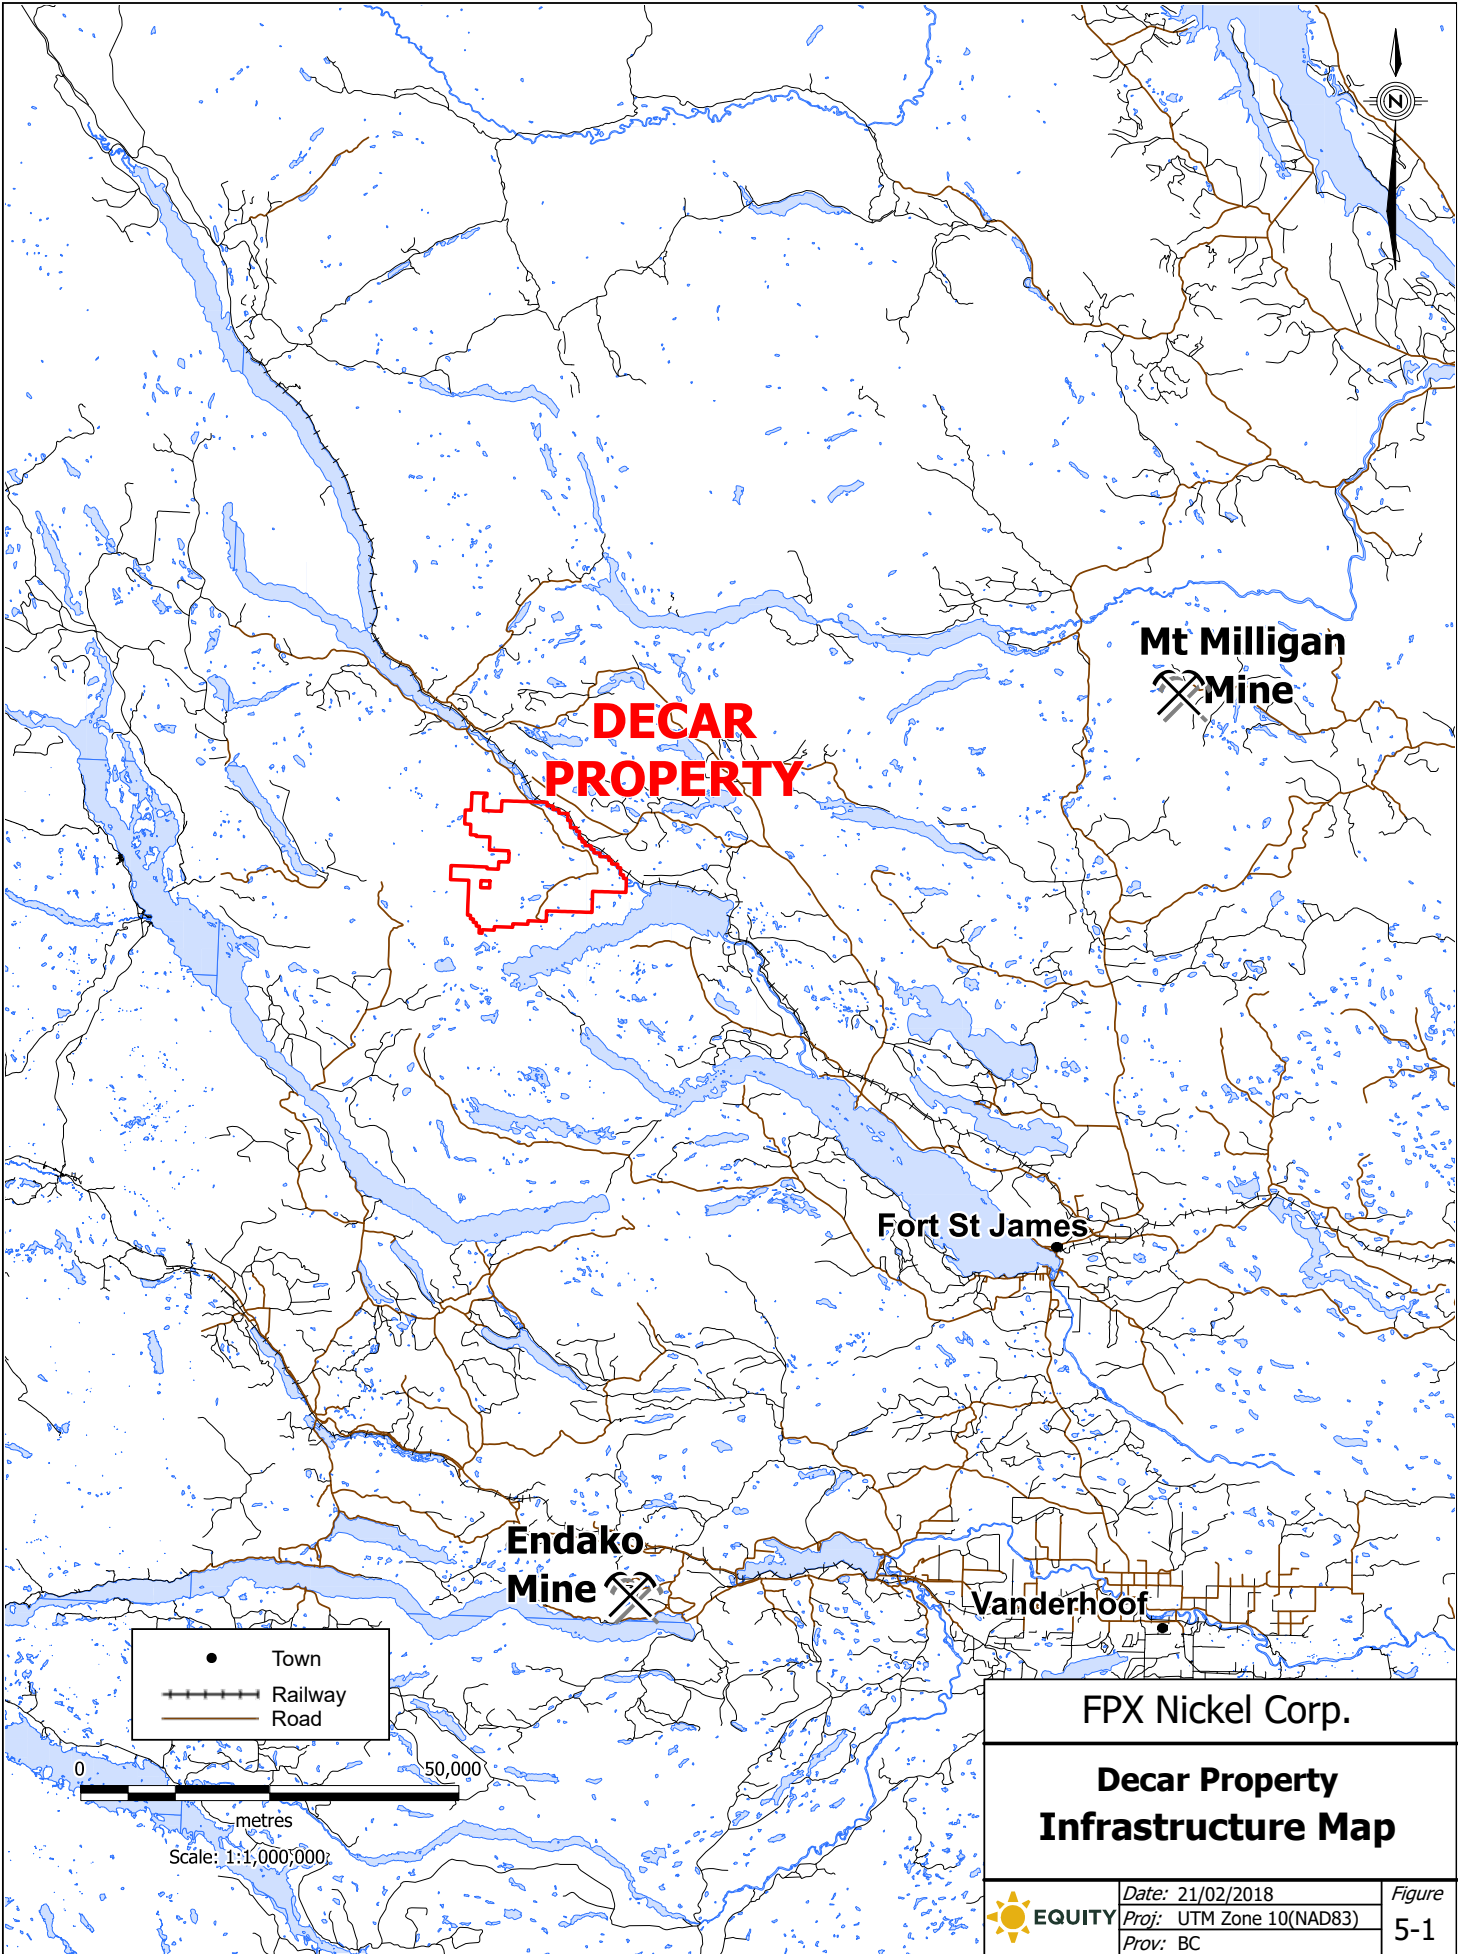 N
Mt Milligan
Mine
DECAR
PROPERTY
Fort St James
Endako
Mine
Vanderhoof
Town
Railway
Road
0 50,000
metres
Scale: 1:1,000,000
FPX Nickel Corp.
Decar Property
Infrastructure Map
EQUITY
Date: 21/02/2018
Proj: UTM Zone 10(NAD83)
Prov: BC
Figure
5-1